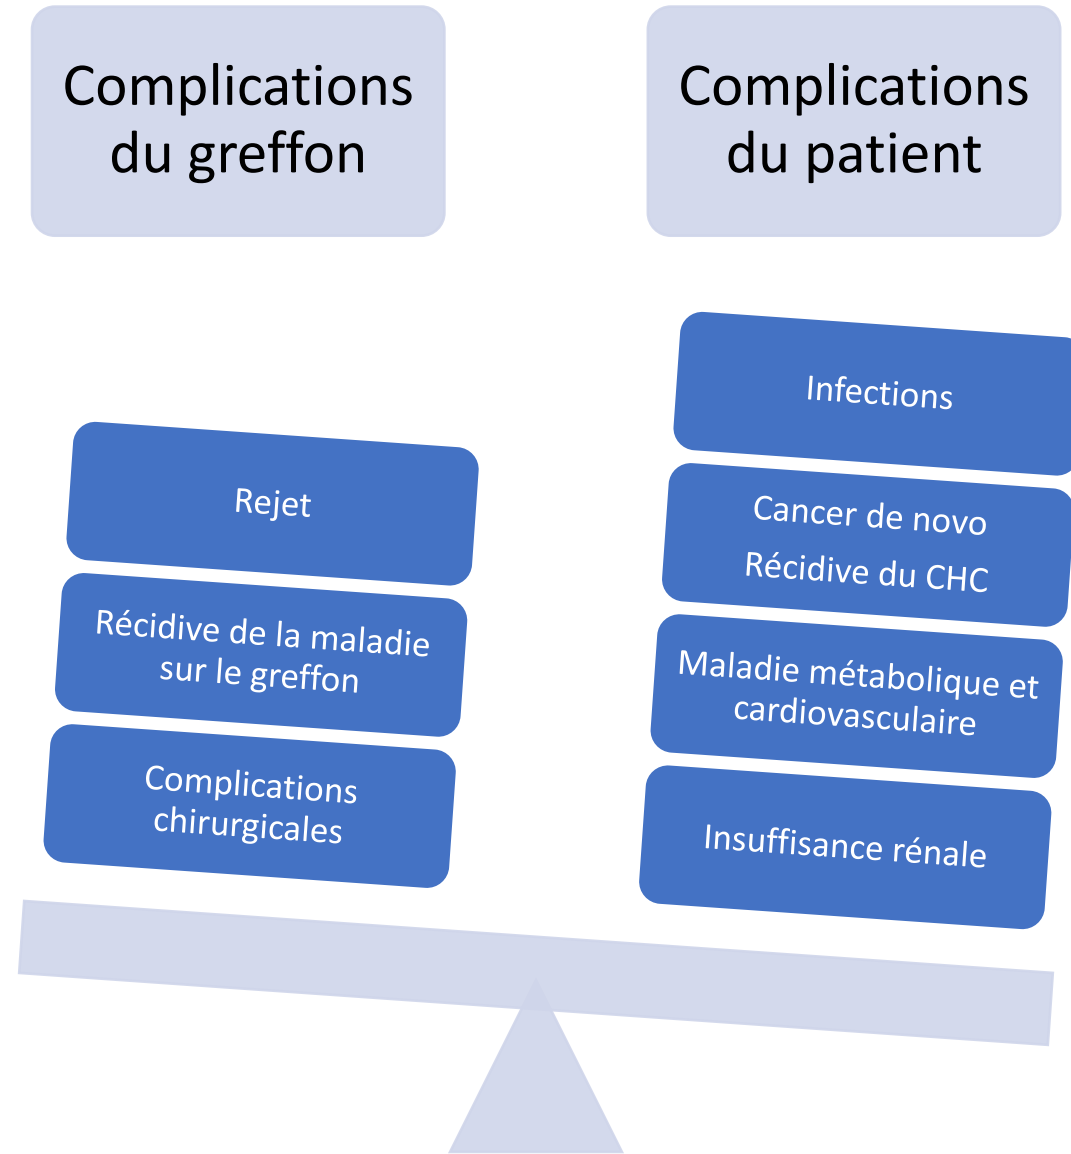 Complications
du greffon
Complications
du patient
Rejet
Récidive de la maladie
sur le greffon
Complications
chirurgicales
Infections
Cancer de novo
Récidive du CHC
Maladie métabolique et
cardiovasculaire
Insuffisance rénale